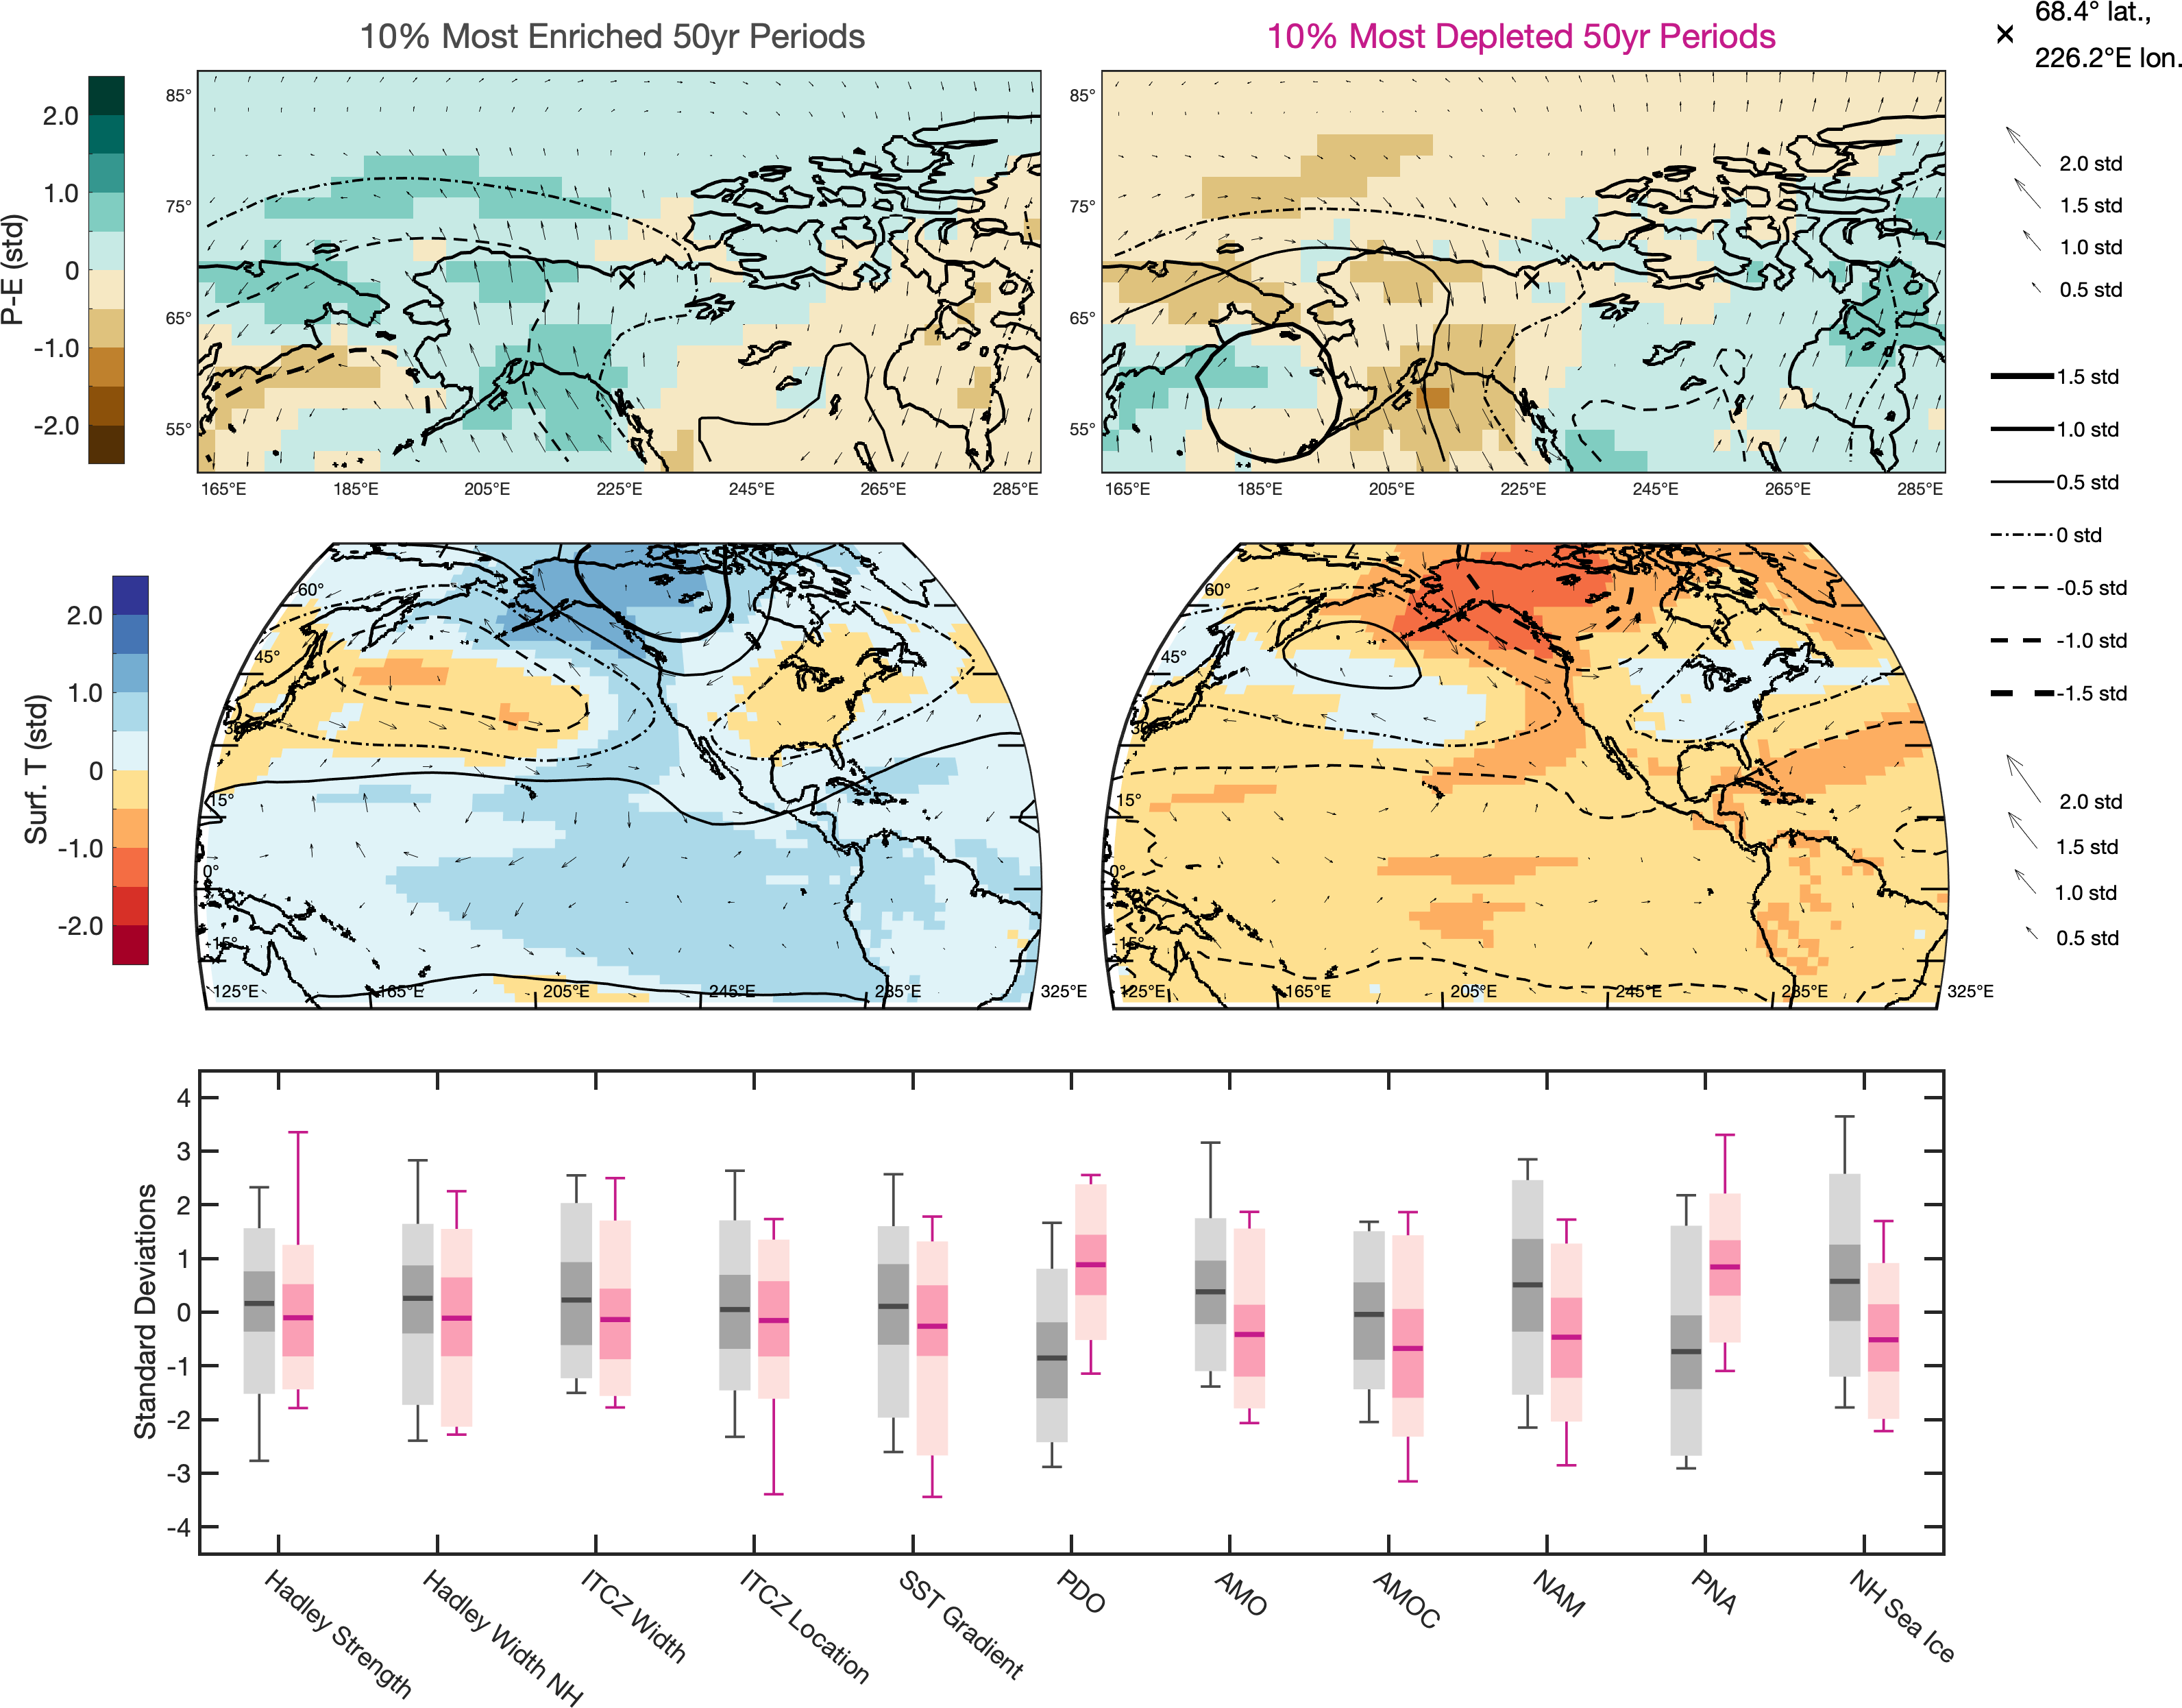 10% Most Enriched 50yr Periods
10% Most Depleted 50yr Periods
68.4° lat.,
226.2°E lon.
P-E (std)
2.0
1.0
0
-1.0
-2.0
85°
75°
65°
55°
165°E 185°E 205°E 225°E 245°E 265°E 285°E
85°
75°
65°
55°
165°E 185°E 205°E 225°E 245°E 265°E 285°E
2.0 std
1.5 std
1.0 std
0.5 std
1.5 std
1.0 std
0.5 std
0 std
-0.5 std
-1.0 std
-1.5 std
Surf. T (std)
2.0
1.0
0
-1.0
-2.0
60°
45°
30°
15°
0°
-15°
125°E 165°E 205°E 245°E 285°E 325°E
60°
45°
15°
0°
-15°
125°E 165°E 205°E 245°E 285°E 325°E
2.0 std
1.5 std
1.0 std
0.5 std
Standard Deviations
4
3
2
1
0
-1
-2
-3
-4
Hadley Strength
Hadley Width NH
ITCZ Width
ITCZ Location
SST Gradient
PDO
AMO
AMOC
NAM
PNA
NH Sea Ice